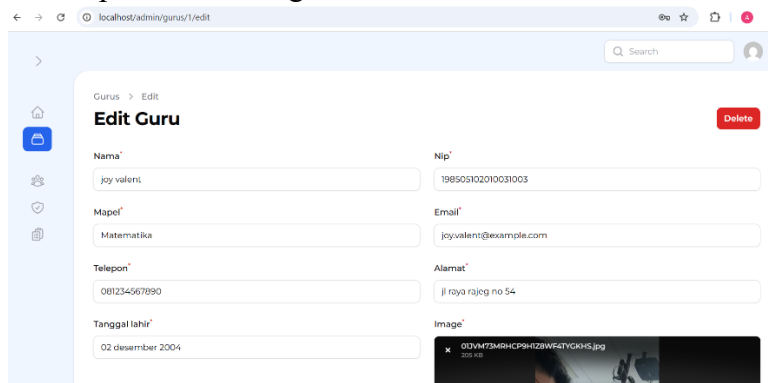 localhost/admin/gurus/1/edit
A
Search
Gurus > Edit
Edit Guru
Delete
Nama*
Nip*
joy valent
198505102010031003
Mapel*
Email*
Matematika
joy.valent@example.com
Telepon*
Alamat*
081234567890
jl raya rajeg no 54
Tanggal lahir*
Image*
02 desember 2004
01JVM73MRHCP9H1Z8WF4TYGKHS.jpg
205 KB